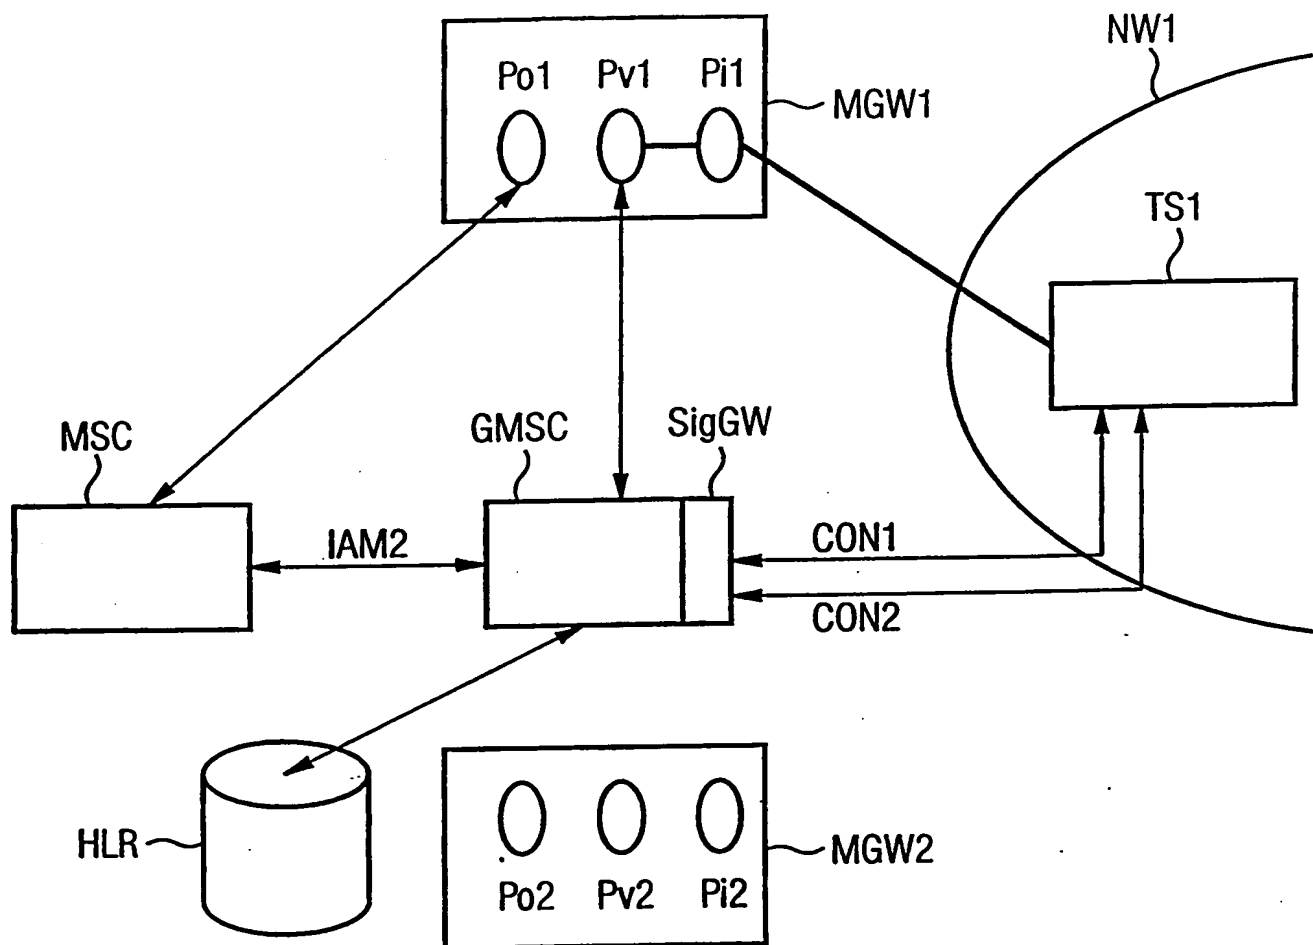 NW1
Po1 Pv1 Pi1
MGW1
TS1
MSC
GMSC
SigGW
IAM2
CON1
CON2
HLR
MGW2
Po2 Pv2 Pi2